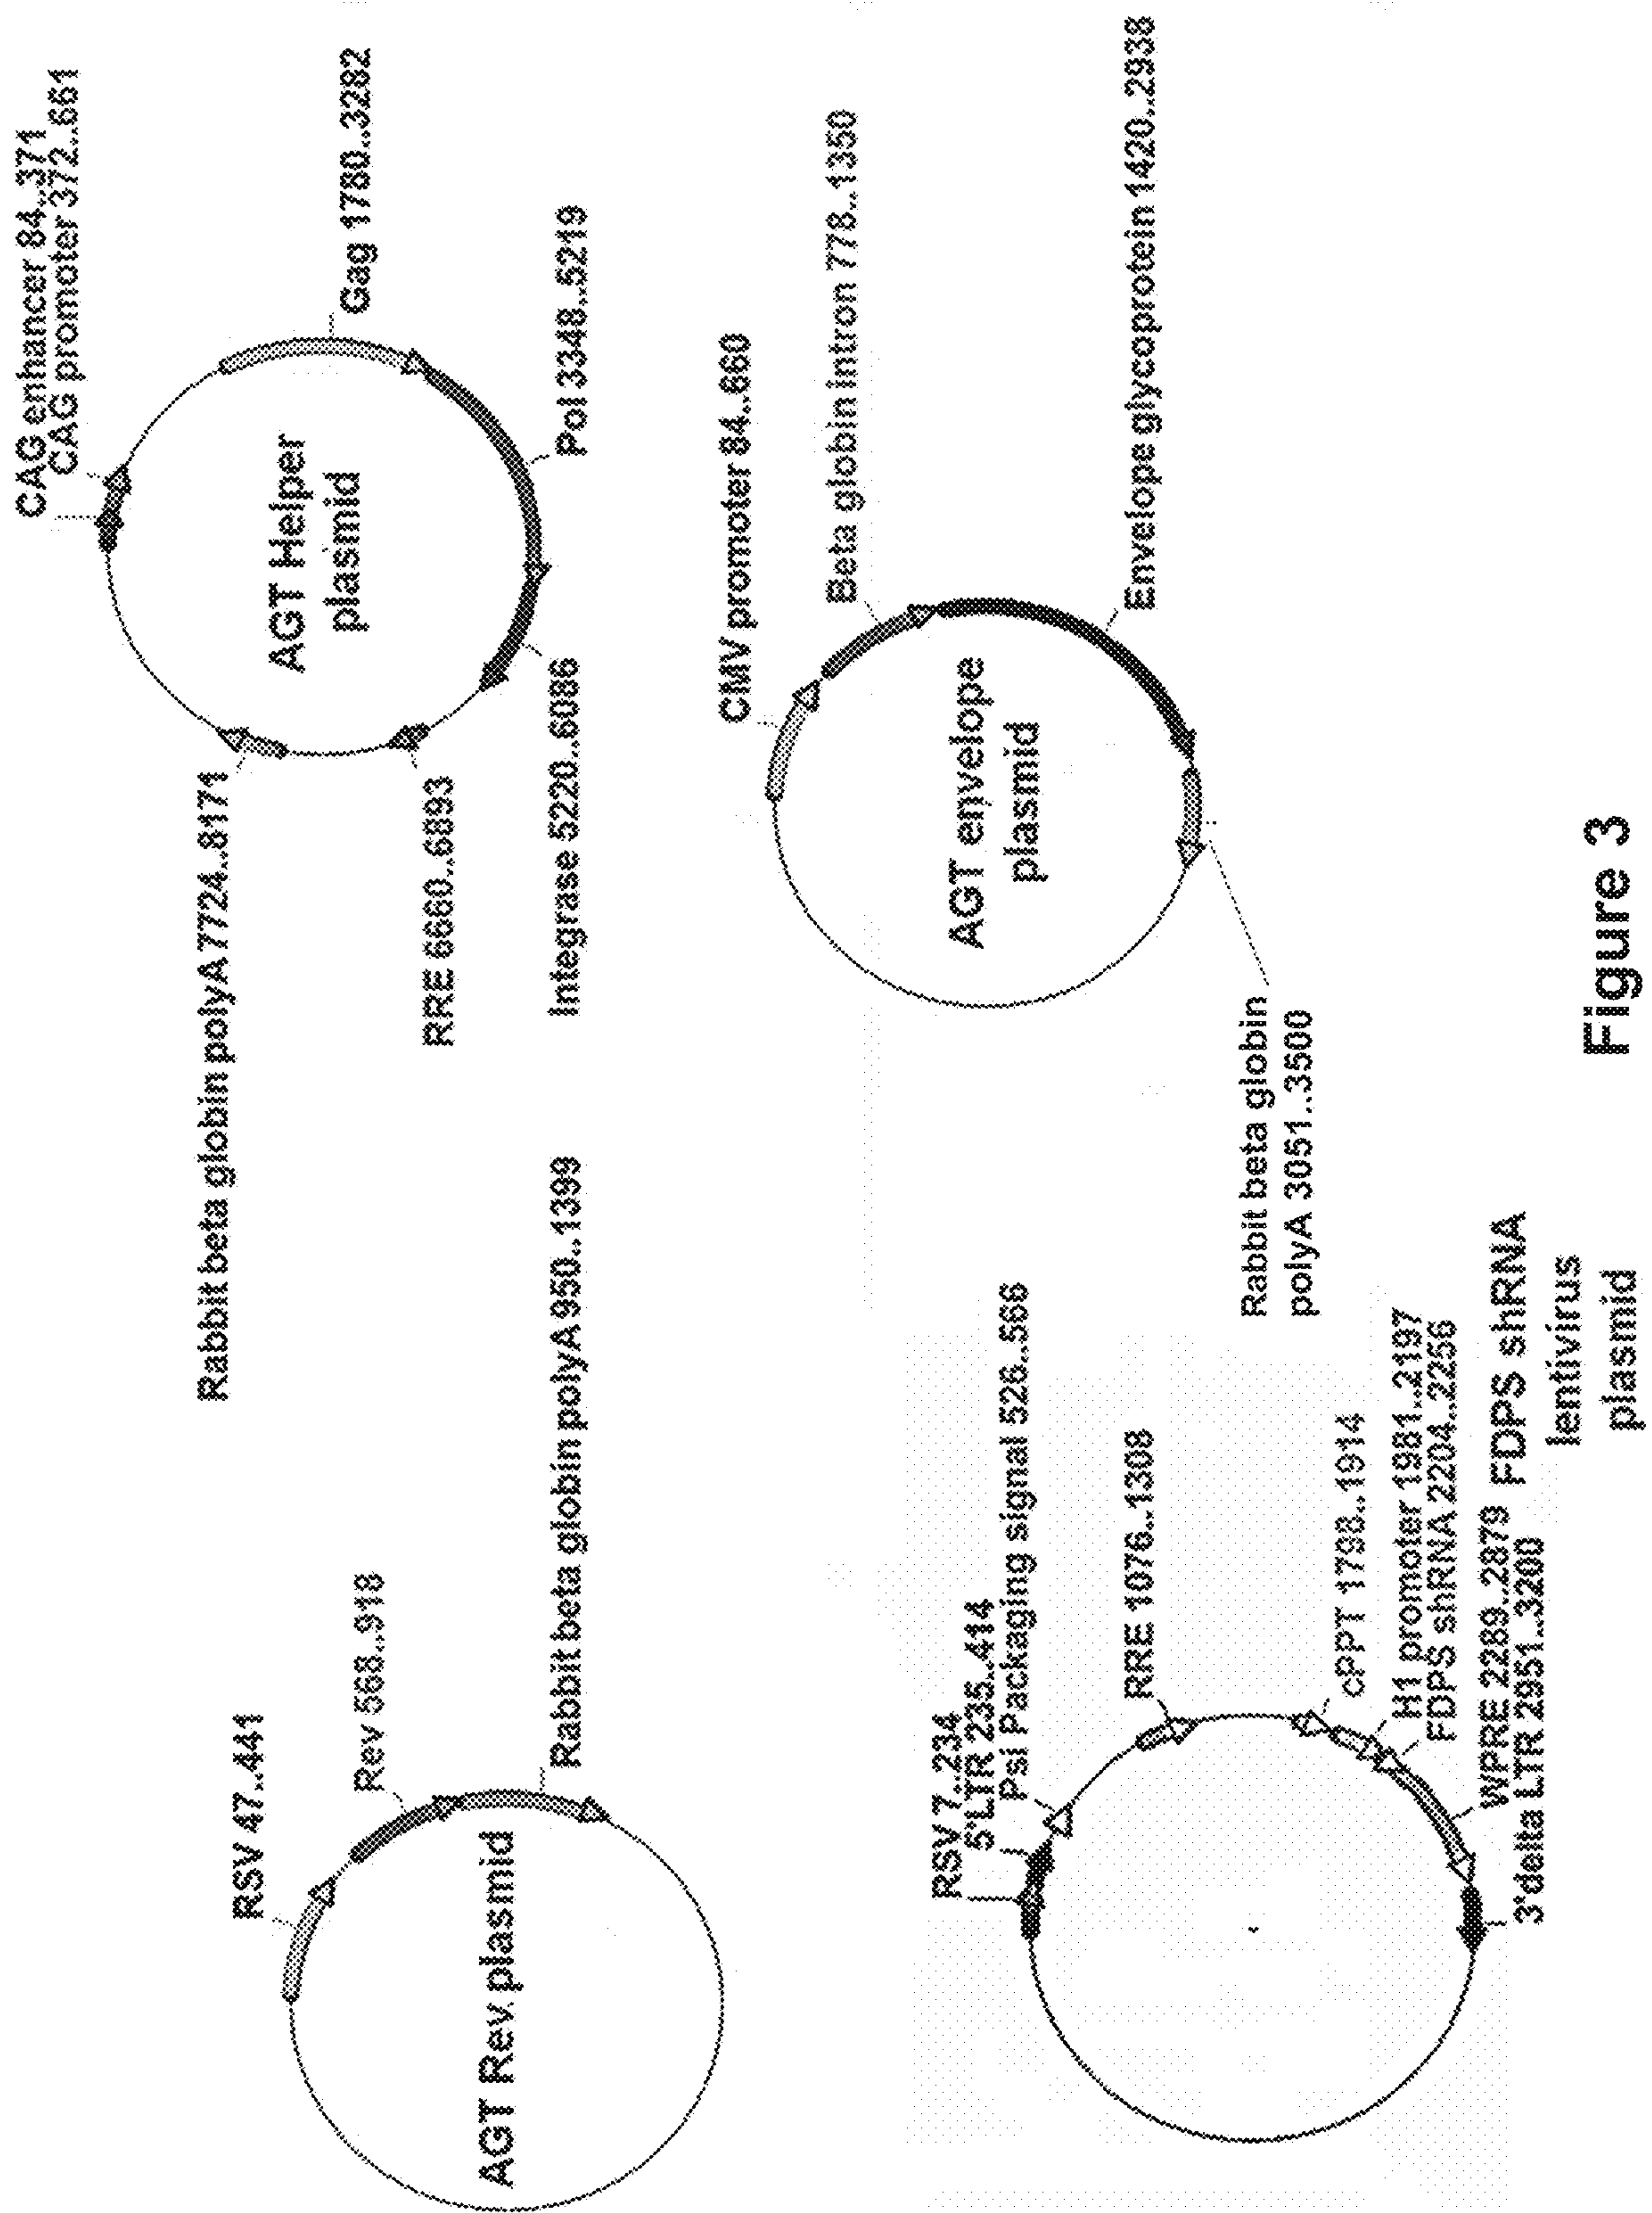 CAG enhancer 84..371
CAG promoter 372..661
Gag 1780..3282
Pol 3348..5219
Integrase 5220..6086
RRE 6660..6893
Rabbit beta globin polyA 7724..8171
AGT Helper
plasmid
RSV 47..441
Rev 568..918
Rabbit beta globin polyA 950..1399
AGT Rev plasmid
CMV promoter 84..660
Beta globin intron 778..1350
Envelope glycoprotein 1420..2938
Rabbit beta globin
polyA 3051..3500
AGT envelope
plasmid
RSV 7..234
5'LTR 235..414
Psi Packaging signal 526..566
RRE 1076..1308
cPPT 1798..1914
H1 promoter 1981..2197
FDPS shRNA 2204..2256
WPRE 2289..2879
3'delta LTR 2951..3200
FDPS shRNA
lentivirus
plasmid
Figure 3